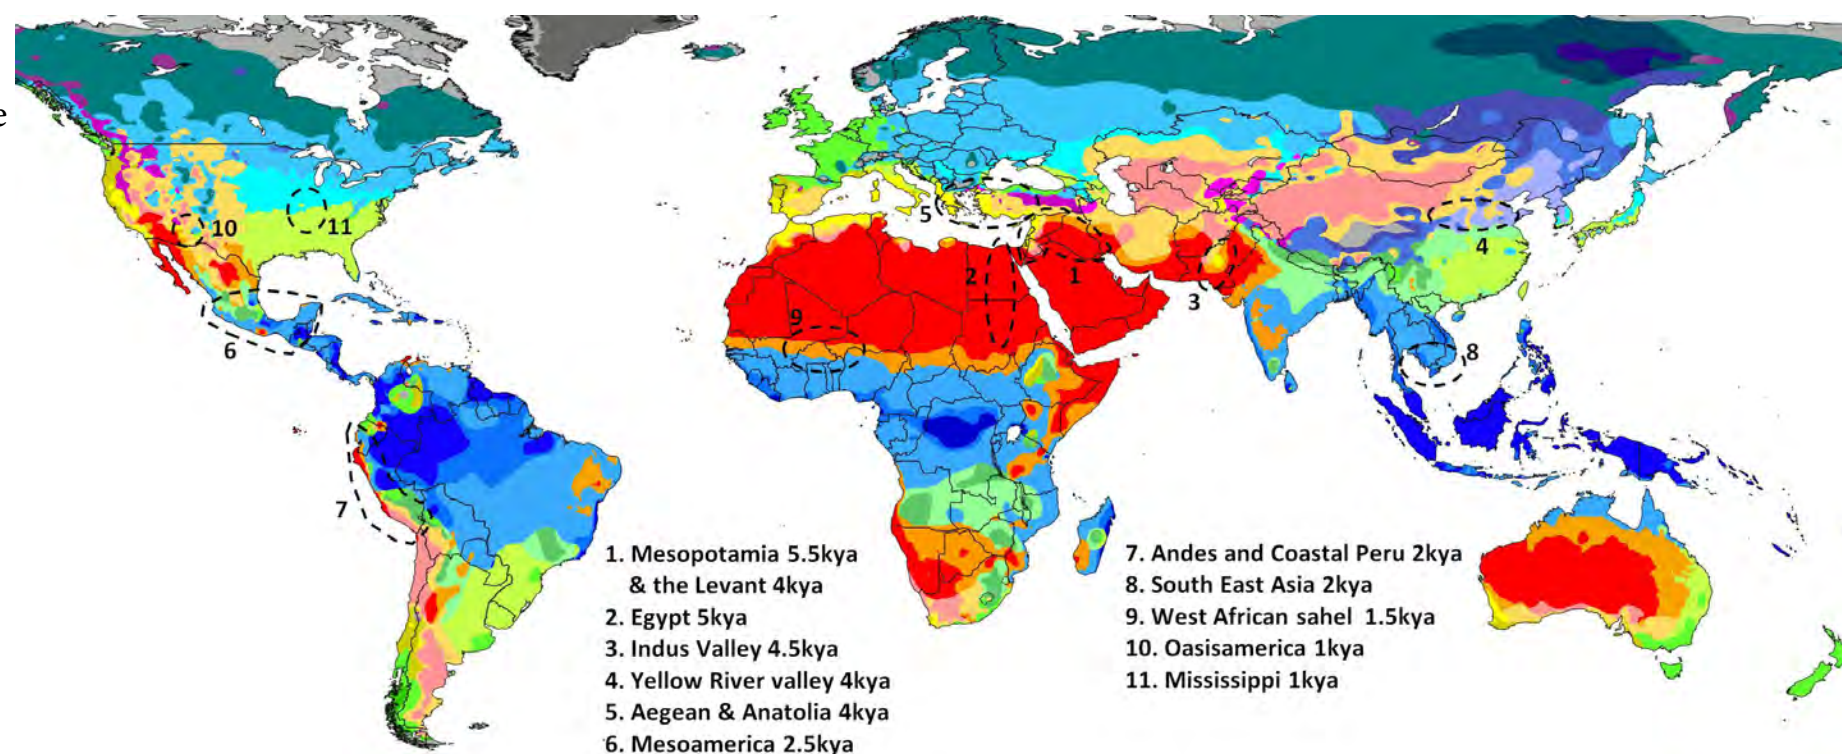 e
10
11
6
7
5
2
1
3
4
9
8
1. Mesopotamia 5.5kya
& the Levant 4kya
2. Egypt 5kya
3. Indus Valley 4.5kya
4. Yellow River valley 4kya
5. Aegean & Anatolia 4kya
6. Mesoamerica 2.5kya
7. Andes and Coastal Peru 2kya
8. South East Asia 2kya
9. West African sahel 1.5kya
10. Oasisamerica 1kya
11. Mississippi 1kya